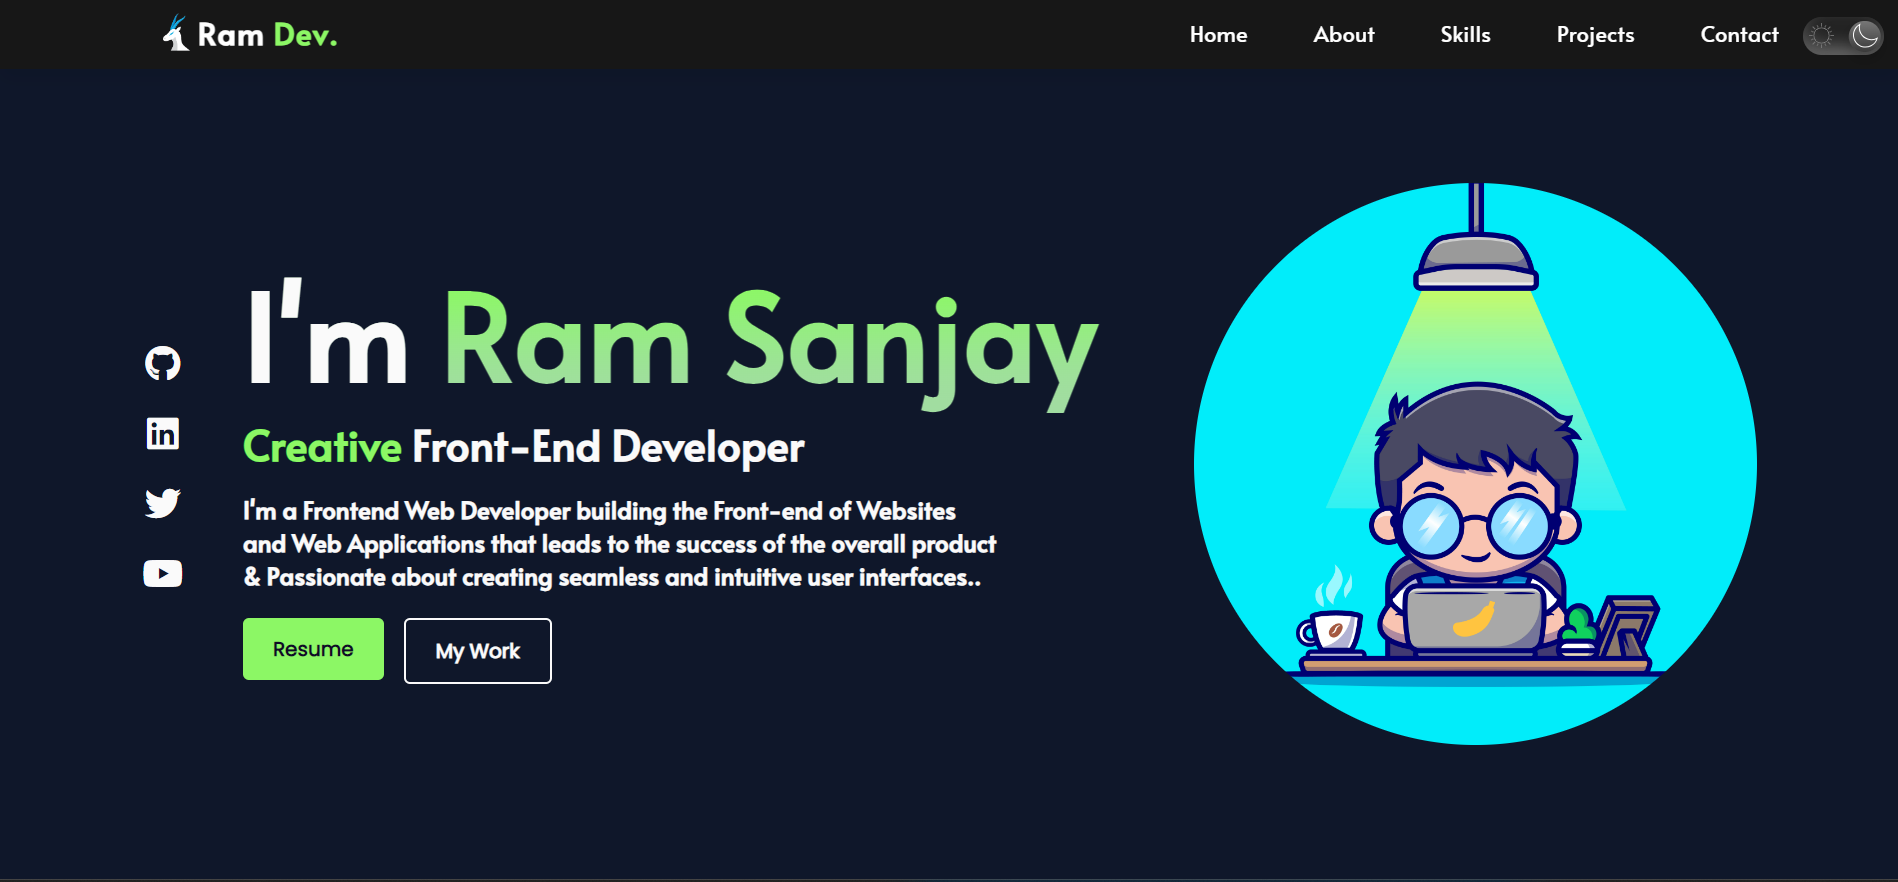 Ram Dev.
Home
About
Skills
Projects
Contact
I'm Ram Sanjay
Creative Front-End Developer
I'm a Frontend Web Developer building the Front-end of Websites
and Web Applications that leads to the success of the overall product
& Passionate about creating seamless and intuitive user interfaces..
in
Resume
My Work